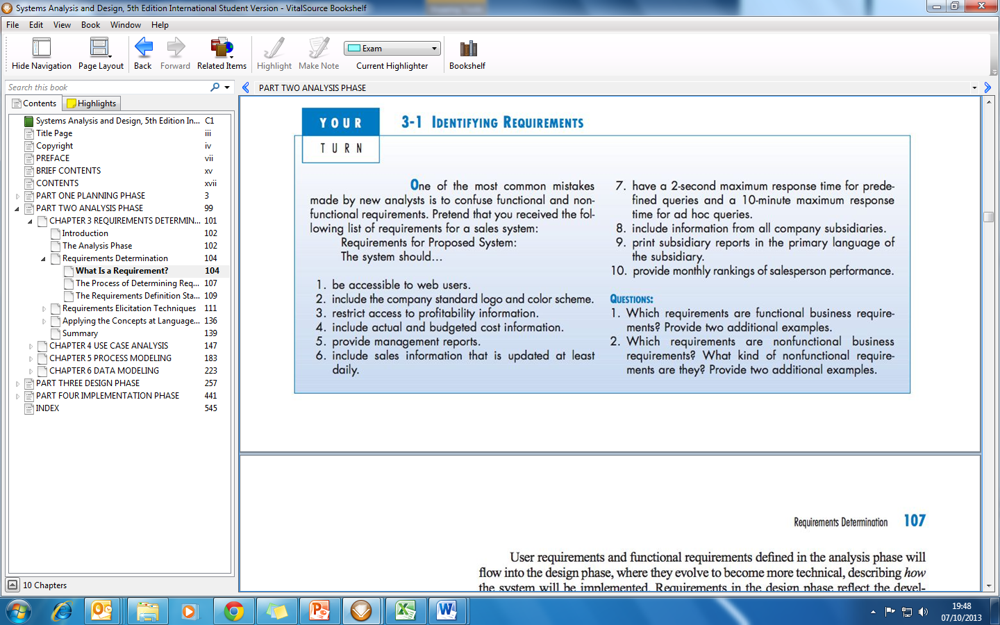 Systems Analysis and Design, 5th Edition International Student Version - VitalSource Bookshelf
File Edit View Book Window Help
Hide Navigation Page Layout Back Forward Related Items Highlight Make Note Exam Current Highlighter Bookshelf
Search this book
Contents Highlights
Systems Analysis and Design, 5th Edition In... C1
Title Page iii
Copyright iv
PREFACE vii
BRIEF CONTENTS xv
CONTENTS xvii
PART ONE PLANNING PHASE 3
PART TWO ANALYSIS PHASE 99
CHAPTER 3 REQUIREMENTS DETERMIN... 101
Introduction 102
The Analysis Phase 102
Requirements Determination 104
What Is a Requirement? 104
The Process of Determining Req... 107
The Requirements Definition Sta... 109
Requirements Elicitation Techniques 111
Applying the Concepts at Language... 136
Summary 139
CHAPTER 4 USE CASE ANALYSIS 147
CHAPTER 5 PROCESS MODELING 183
CHAPTER 6 DATA MODELING 223
PART THREE DESIGN PHASE 257
PART FOUR IMPLEMENTATION PHASE 441
INDEX 545
10 Chapters
PART TWO ANALYSIS PHASE
YOUR
TURN
3-1 IDENTIFYING REQUIREMENTS
One of the most common mistakes
made by new analysts is to confuse functional and non-
functional requirements. Pretend that you received the fol-
lowing list of requirements for a sales system:
Requirements for Proposed System:
The system should...
1. be accessible to web users.
2. include the company standard logo and color scheme.
3. restrict access to profitability information.
4. include actual and budgeted cost information.
5. provide management reports.
6. include sales information that is updated at least
daily.
7. have a 2-second maximum response time for prede-
fined queries and a 10-minute maximum response
time for ad hoc queries.
8. include information from all company subsidiaries.
9. print subsidiary reports in the primary language of
the subsidiary.
10. provide monthly rankings of salesperson performance.
QUESTIONS:
1. Which requirements are functional business require-
ments? Provide two additional examples.
2. Which requirements are nonfunctional business
requirements? What kind of nonfunctional require-
ments are they? Provide two additional examples.
Requirements Determination 107
User requirements and functional requirements defined in the analysis phase will
flow into the design phase, where they evolve to become more technical, describing how
the system will be implemented. Requirements in the design phase reflect the devel-
19:48
07/10/2013